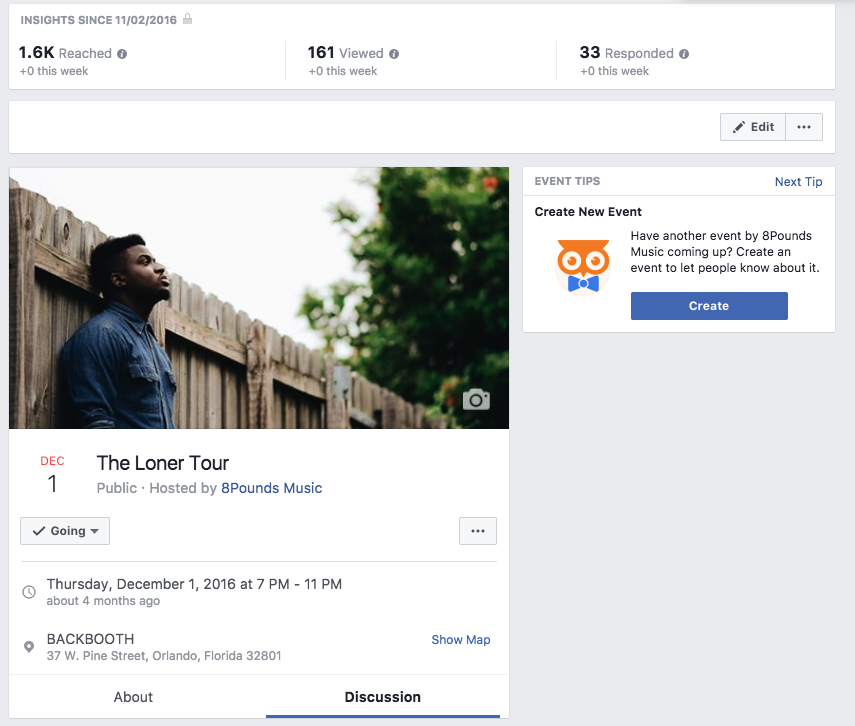 INSIGHTS SINCE 11/02/2016
1.6K Reached
+0 this week
161 Viewed
+0 this week
33 Responded
+0 this week
Edit
EVENT TIPS
Next Tip
Create New Event
Have another event by 8Pounds
Music coming up? Create an
event to let people know about it.
Create
DEC
1
The Loner Tour
Public · Hosted by 8Pounds Music
Going
Thursday, December 1, 2016 at 7 PM - 11 PM
about 4 months ago
BACKBOOTH
Show Map
37 W. Pine Street, Orlando, Florida 32801
About
Discussion